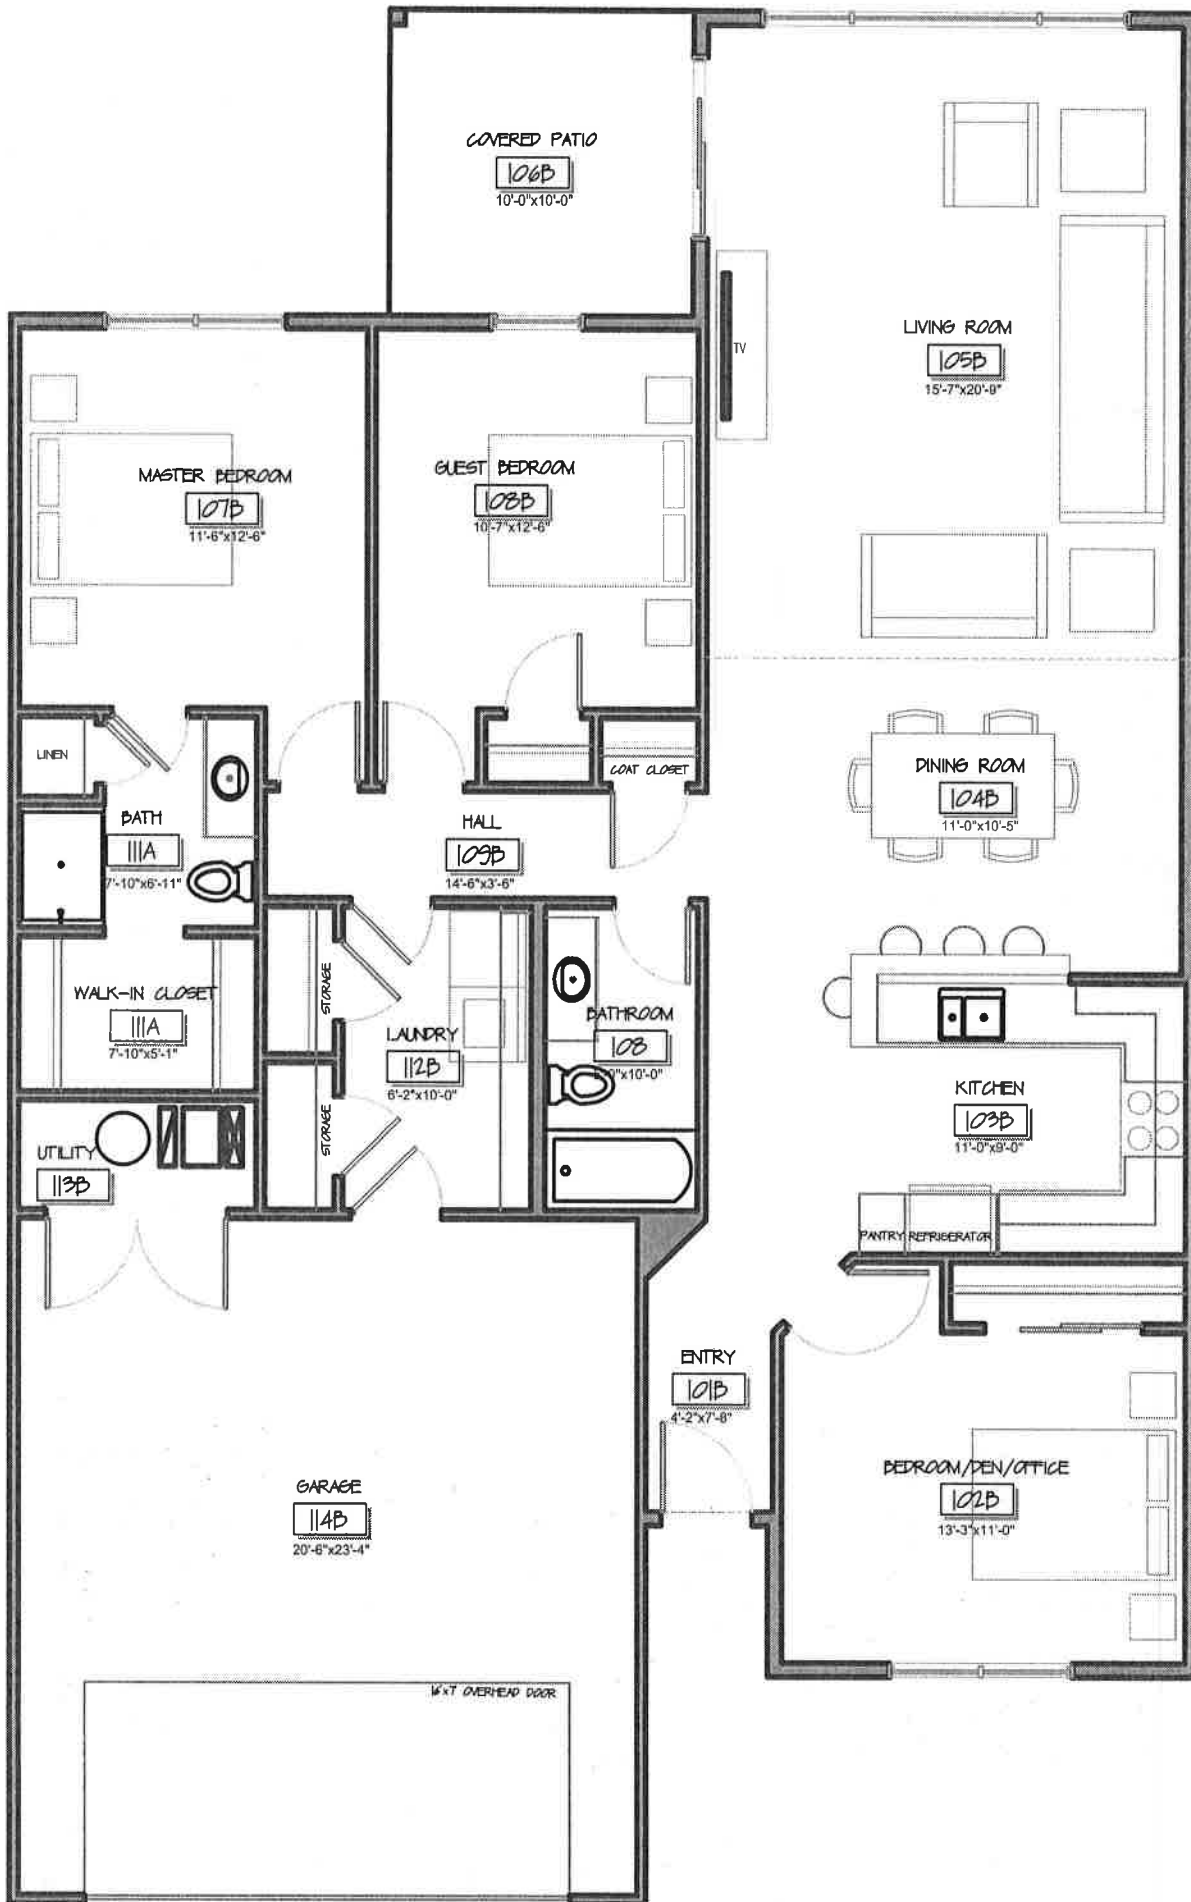 COVERED PATIO
106B
10'-0"x10'-0"
LIVING ROOM
105B
15'-7"x20'-9"
TV
MASTER BEDROOM
107B
11'-6"x12'-6"
GUEST BEDROOM
108B
10'-7"x12'-6"
LINEN
COAT CLOSET
DINING ROOM
104B
11'-0"x10'-5"
BATH
111A
7'-10"x6'-11"
HALL
109B
14'-6"x3'-6"
WALK-IN CLOSET
111A
7'-10"x5'-1"
STORAGE
LAUNDRY
112B
6'-2"x10'-0"
STORAGE
BATHROOM
108
KITCHEN
103B
11'-0"x9'-0"
UTILITY
113B
PANTRY
REFRIGERATOR
ENTRY
101B
4'-2"x7'-8"
BEDROOM/DEN/OFFICE
102B
13'-3"x11'-0"
GARAGE
114B
20'-6"x23'-4"
16'x7' OVERHEAD DOOR